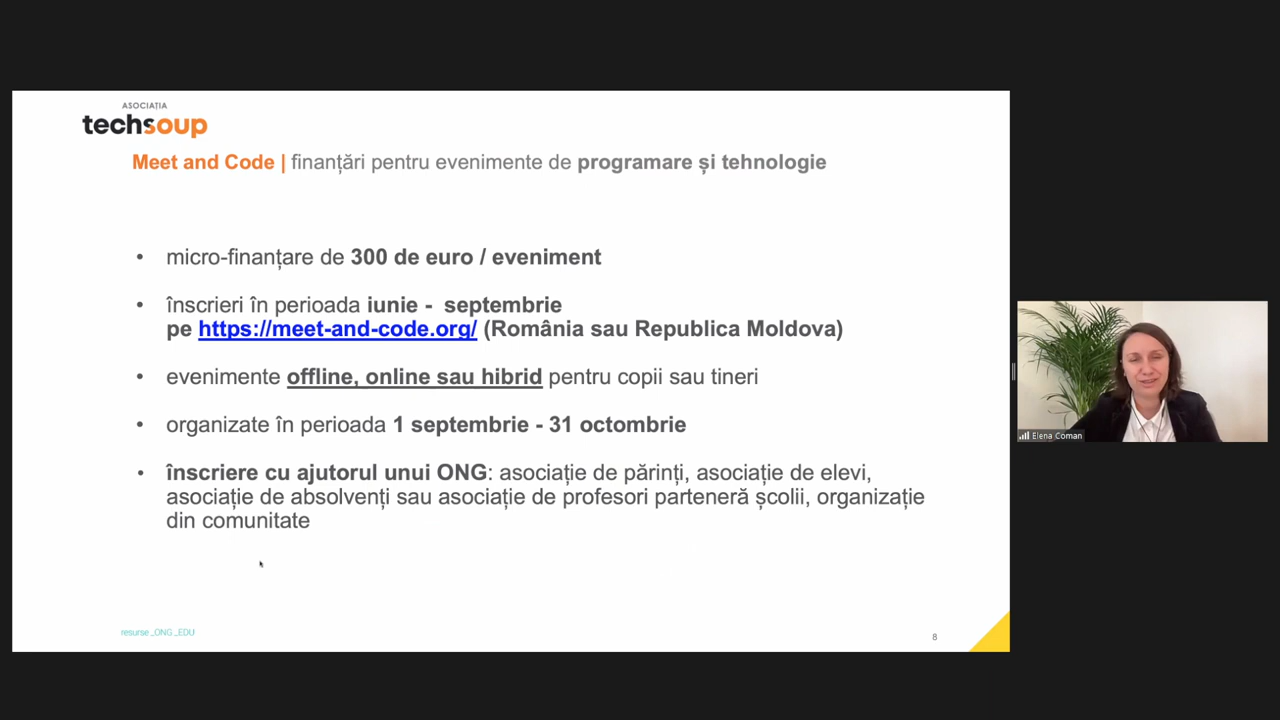 ASOCIAȚIA
techsoup
Meet and Code | finanțări pentru evenimente de programare și tehnologie
• micro-finanțare de 300 de euro / eveniment
• înscrieri în perioada iunie - septembrie
pe https://meet-and-code.org/ (România sau Republica Moldova)
• evenimente offline, online sau hibrid pentru copii sau tineri
• organizate în perioada 1 septembrie - 31 octombrie
• înscriere cu ajutorul unui ONG: asociație de părinți, asociație de elevi,
asociație de absolvenți sau asociație de profesori parteneră școlii, organizație
din comunitate
Elena Coman
resurse_ONG_EDU
8